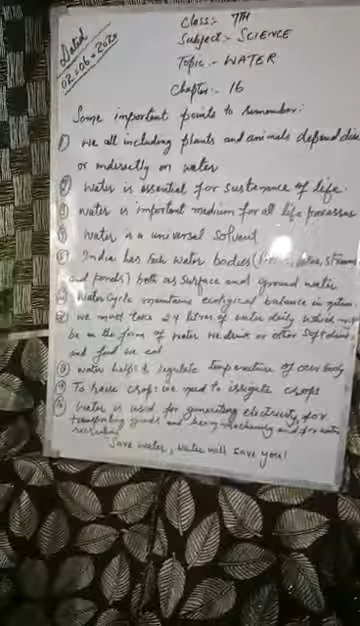 Dated
02-06-2020
Class:- 7TH
Subject:- SCIENCE
Topic:- WATER
Chapter:- 16
Some important points to remember:
① We all including plants and animals depend
or indirectly on water
② Water is essential for sustenance of life.
③ Water is important medium for all life processes
④ Water is a universal solvent
⑤ India has water bodies (
and ponds) both as surface and ground water
Water cycle maintains ecological balance in
we must take 2-4 litres of water daily which
be in the form of water we drink or other soft drinks
and food we eat
⑧ water helps to regulate temperature of our body
⑨ To have crops we need to irrigate crops
⑩ Water is used for generating electricity, for
transporting goods and heavy machinery and for
"Save water, water will save you!